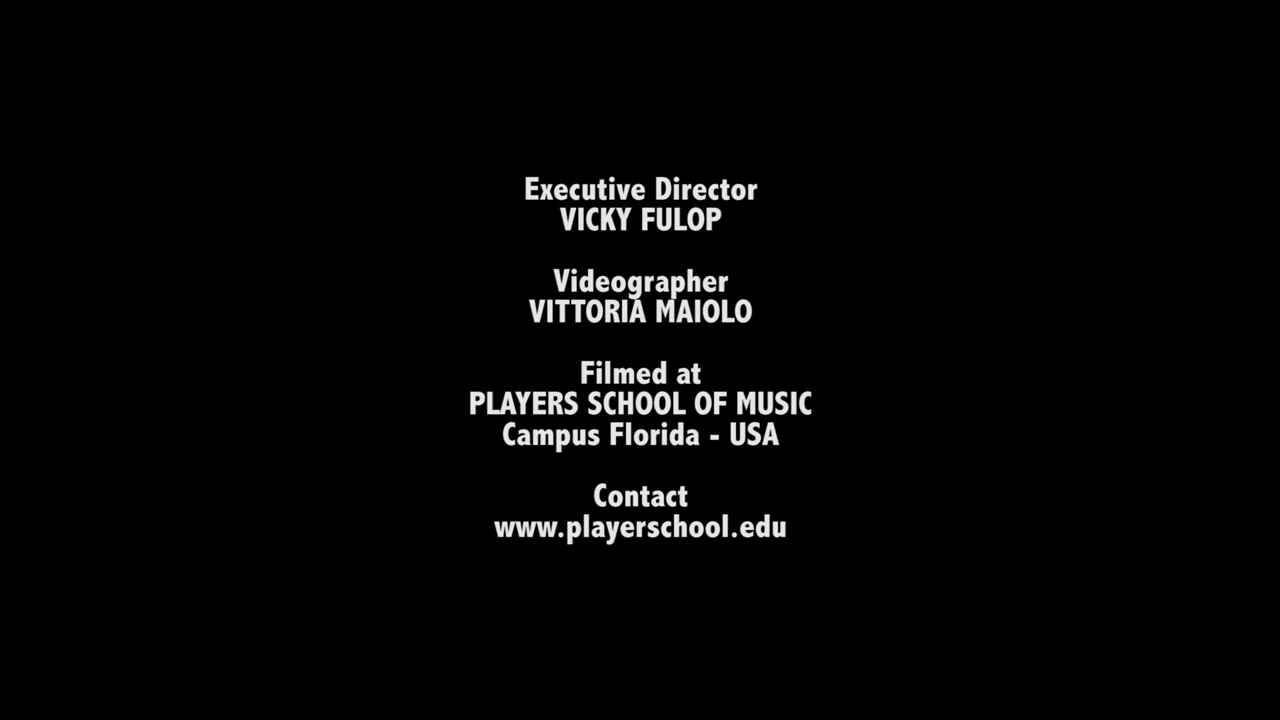 Executive Director
VICKY FULOP
Videographer
VITTORIA MAIOLO
Filmed at
PLAYERS SCHOOL OF MUSIC
Campus Florida - USA
Contact
www.playerschool.edu